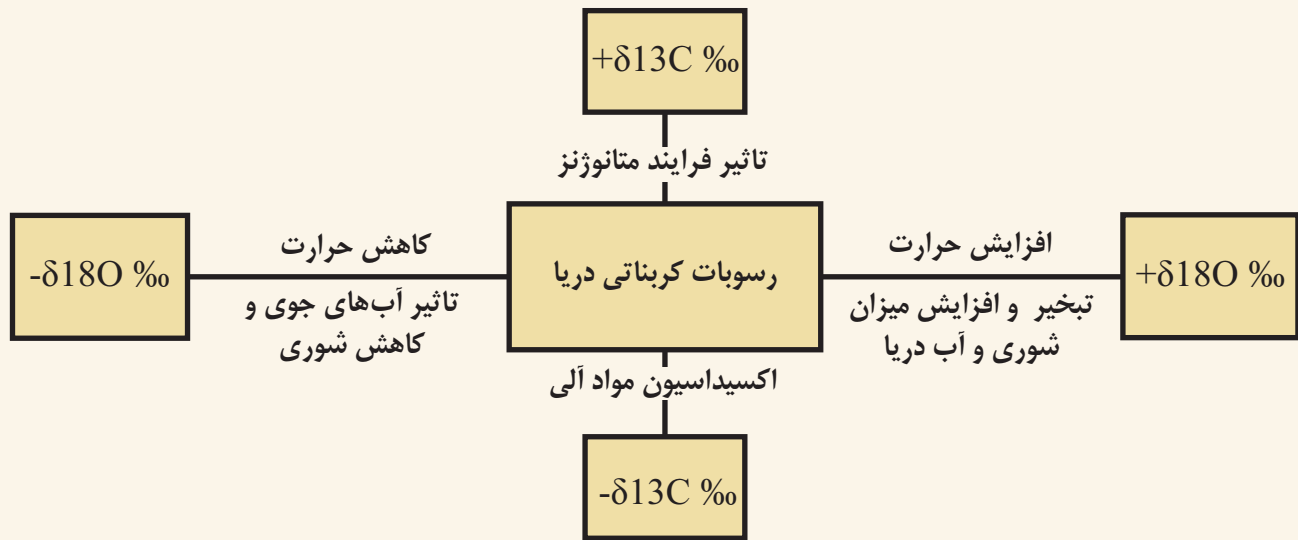 +δ13C ‰
تاثیر فرایند متانوژنز
افزایش حرارت
+δ18O ‰
تبخیر و افزایش میزان
شوری و آب دریا
رسوبات کربناتی دریا
کاهش حرارت
-δ18O ‰
تاثیر آب‌های جوی و
کاهش شوری
اکسیداسیون مواد آلی
-δ13C ‰